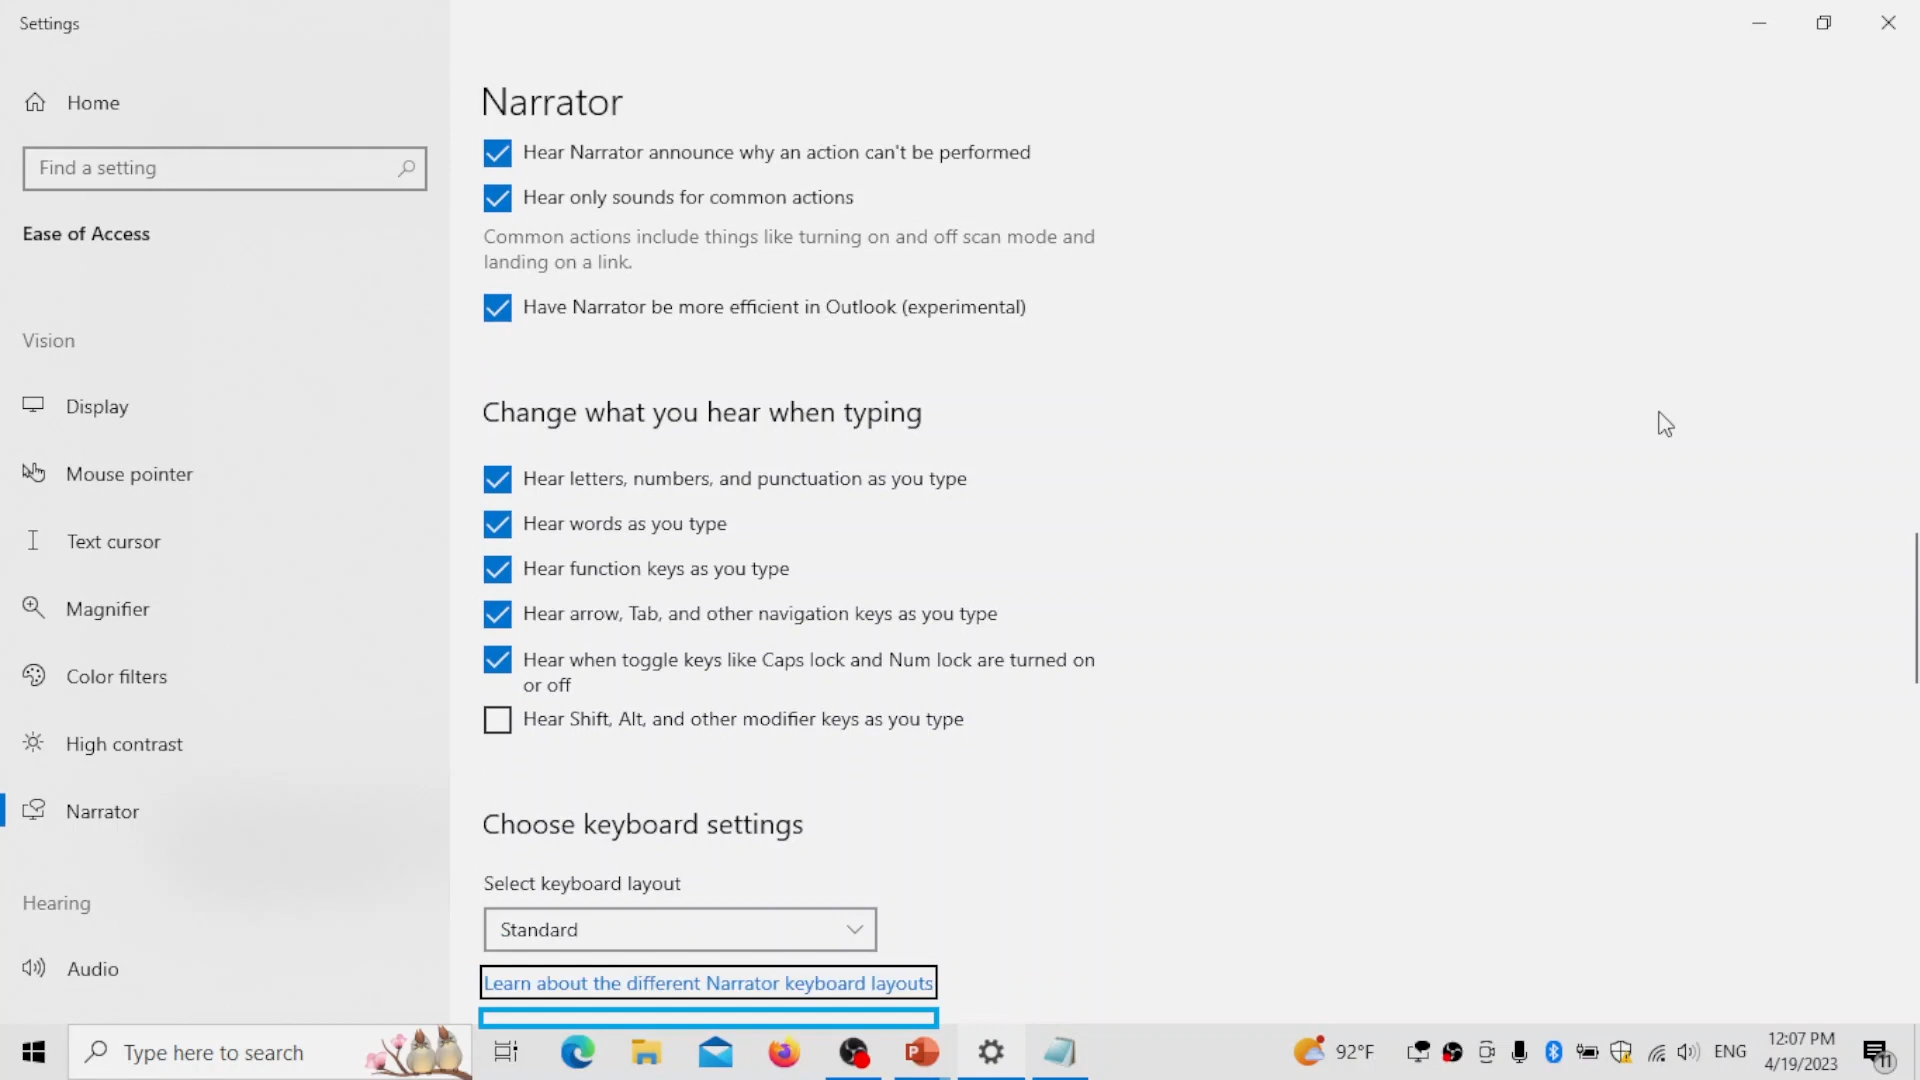 Settings
Home
Find a setting
Ease of Access
Vision
Display
Mouse pointer
Text cursor
Magnifier
Color filters
High contrast
Narrator
Hearing
Audio
Narrator
Hear Narrator announce why an action can't be performed
Hear only sounds for common actions
Common actions include things like turning on and off scan mode and
landing on a link.
Have Narrator be more efficient in Outlook (experimental)
Change what you hear when typing
Hear letters, numbers, and punctuation as you type
Hear words as you type
Hear function keys as you type
Hear arrow, Tab, and other navigation keys as you type
Hear when toggle keys like Caps lock and Num lock are turned on
or off
Hear Shift, Alt, and other modifier keys as you type
Choose keyboard settings
Select keyboard layout
Standard
Learn about the different Narrator keyboard layouts
Type here to search
92°F
ENG
12:07 PM
4/19/2023
11